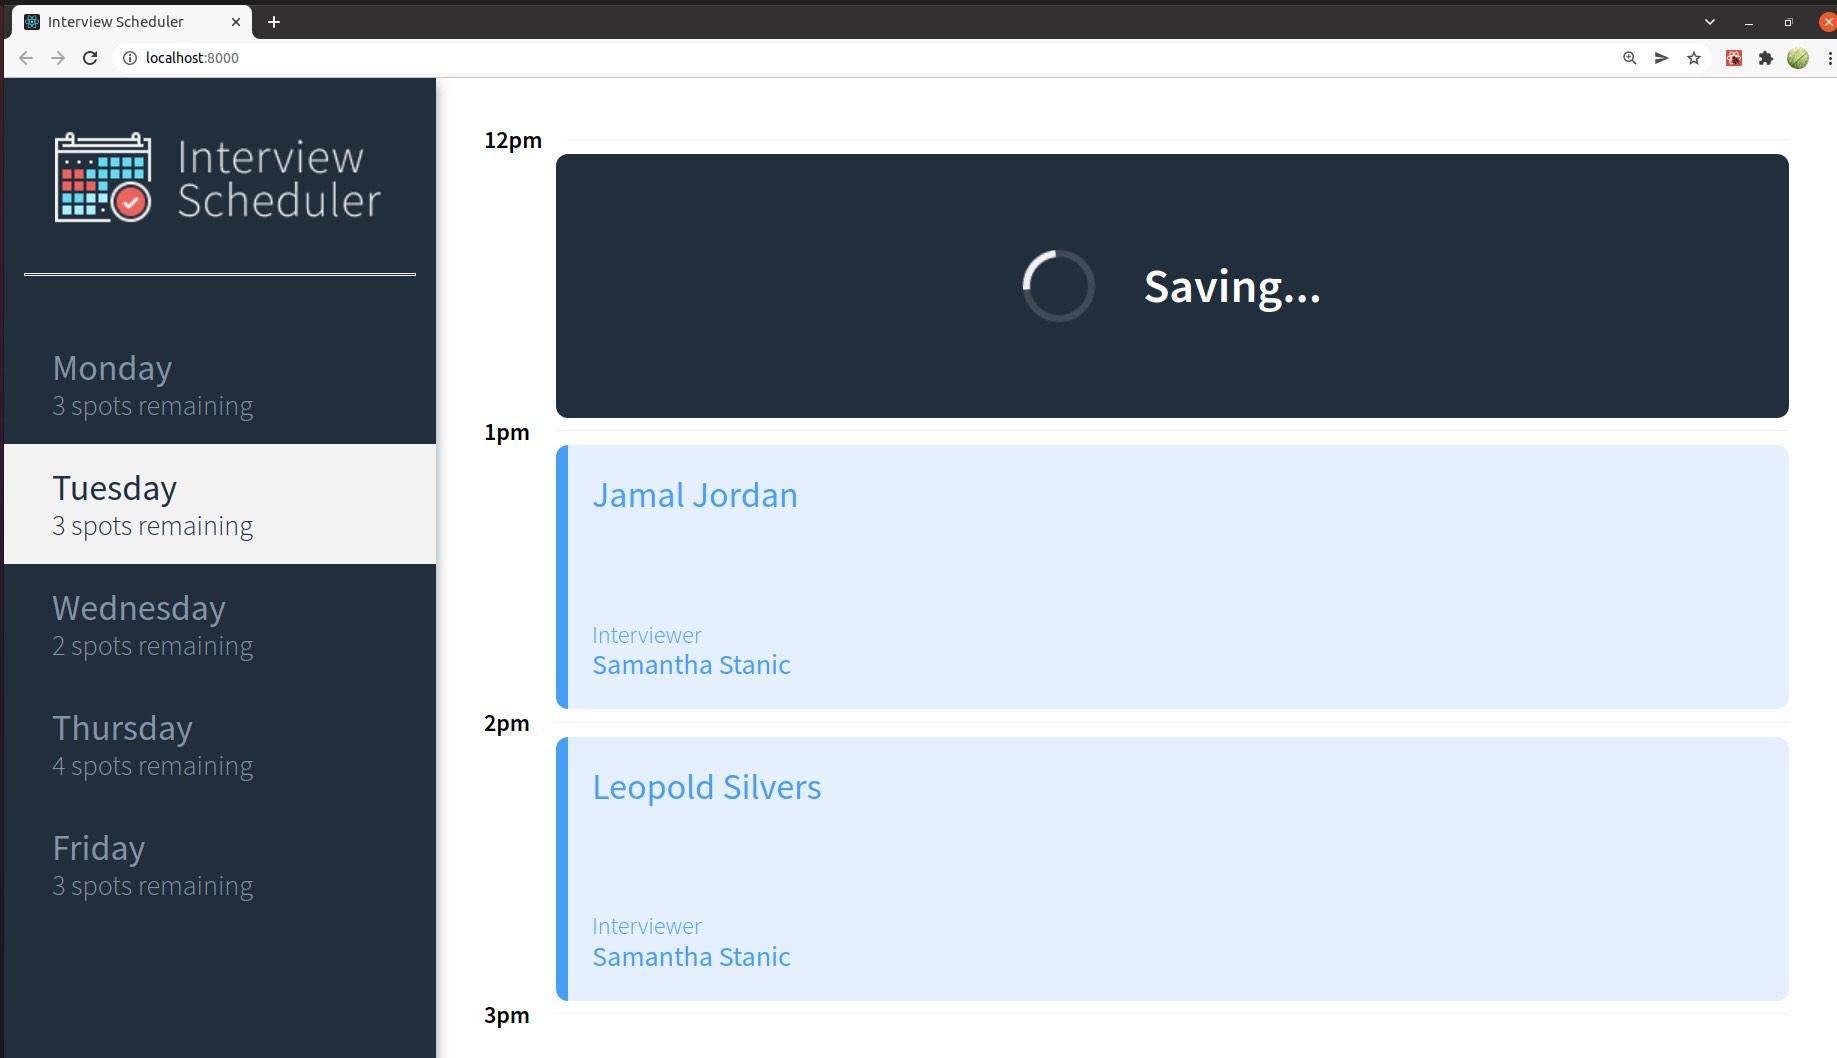 Interview Scheduler
localhost:8000
Interview
Scheduler
Monday
3 spots remaining
Tuesday
3 spots remaining
Wednesday
2 spots remaining
Thursday
4 spots remaining
Friday
3 spots remaining
12pm
Saving...
1pm
Jamal Jordan
Interviewer
Samantha Stanic
2pm
Leopold Silvers
Interviewer
Samantha Stanic
3pm